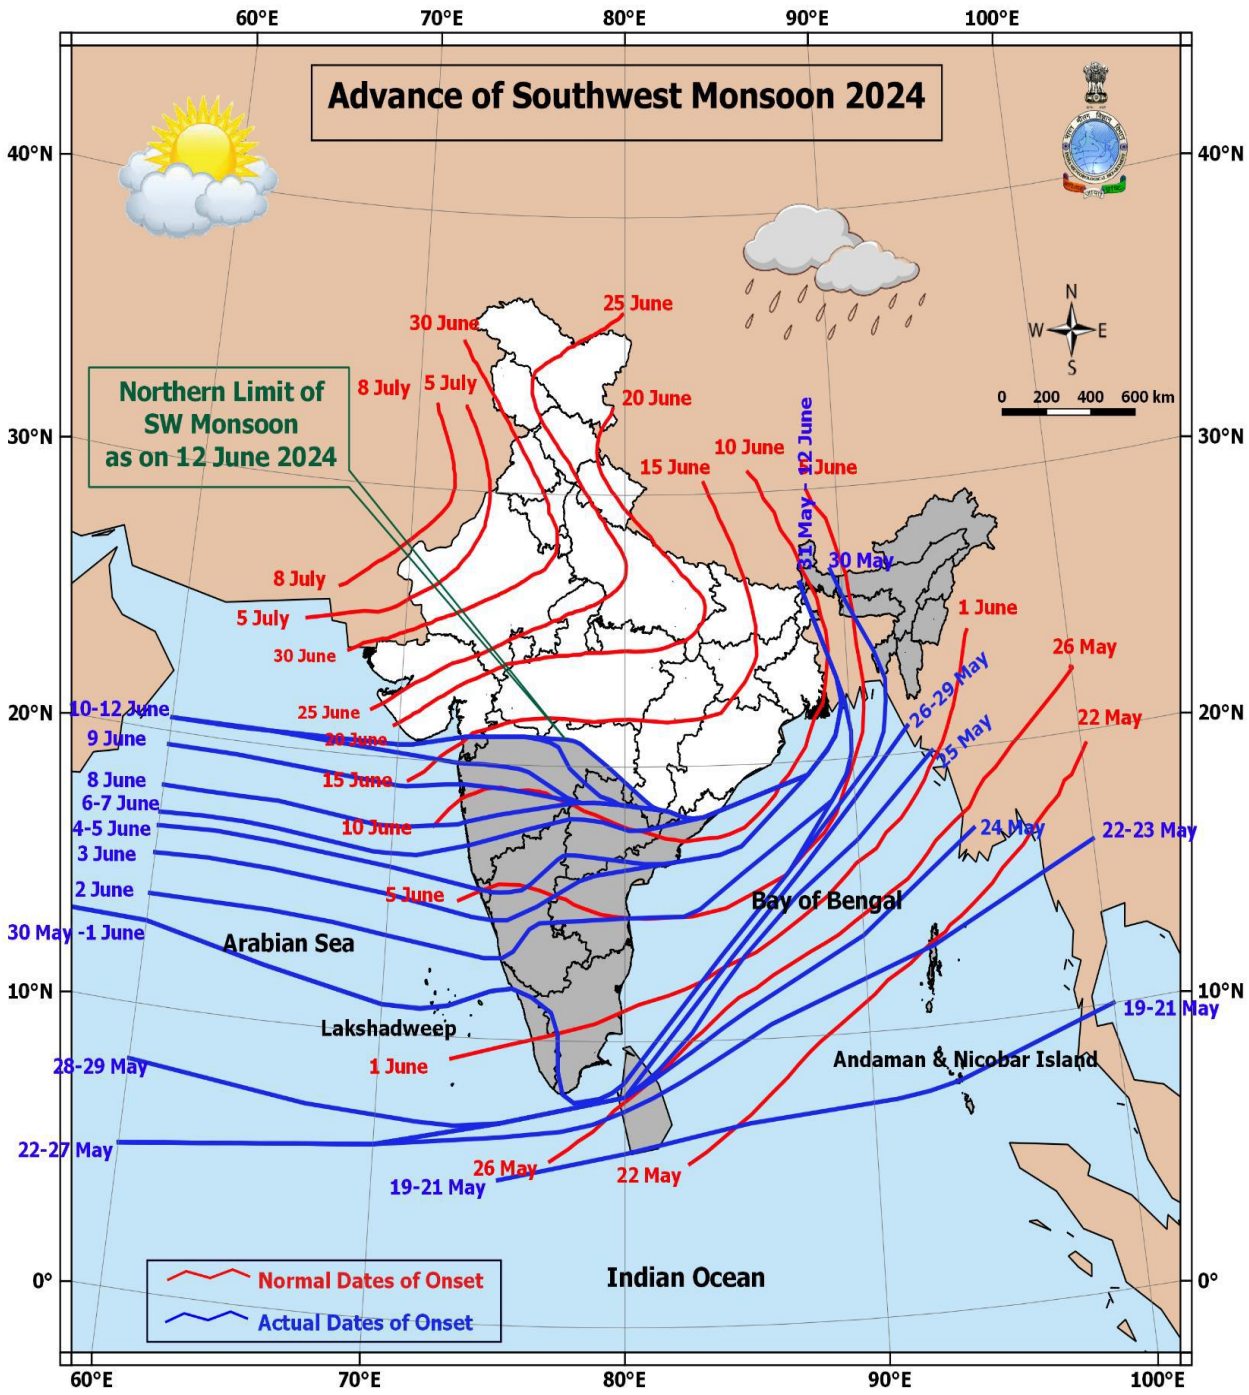 60°E 70°E 80°E 90°E 100°E
Advance of Southwest Monsoon 2024
40°N 40°N
N
W E
S
0 200 400 600 km
25 June
30 June
8 July 5 July
20 June
Northern Limit of
SW Monsoon
as on 12 June 2024
30°N 30°N
10 June
15 June
June
31 May - 12 June
30 May
8 July
5 July
1 June
30 June
26 May
26-29 May
25 May
22 May
25 June
10-12 June
20°N 20°N
20 June
9 June
15 June
8 June
6-7 June
10 June
4-5 June
24 May
22-23 May
3 June
2 June
5 June
Bay of Bengal
30 May -1 June
Arabian Sea
10°N 10°N
19-21 May
Lakshadweep
Andaman & Nicobar Island
1 June
28-29 May
22-27 May
26 May
22 May
19-21 May
0° 0°
Indian Ocean
Normal Dates of Onset
Actual Dates of Onset
60°E 70°E 80°E 90°E 100°E